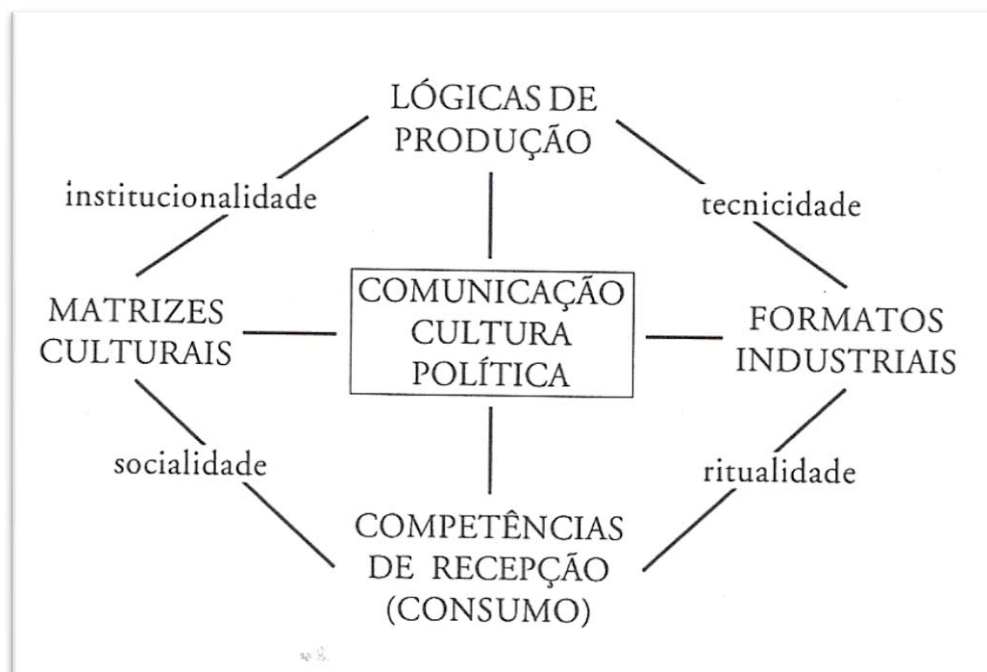 LÓGICAS DE
PRODUÇÃO
institucionalidade
tecnicidade
MATRIZES
CULTURAIS
COMUNICAÇÃO
CULTURA
POLÍTICA
FORMATOS
INDUSTRIAIS
socialidade
ritualidade
COMPETÊNCIAS
DE RECEPÇÃO
(CONSUMO)